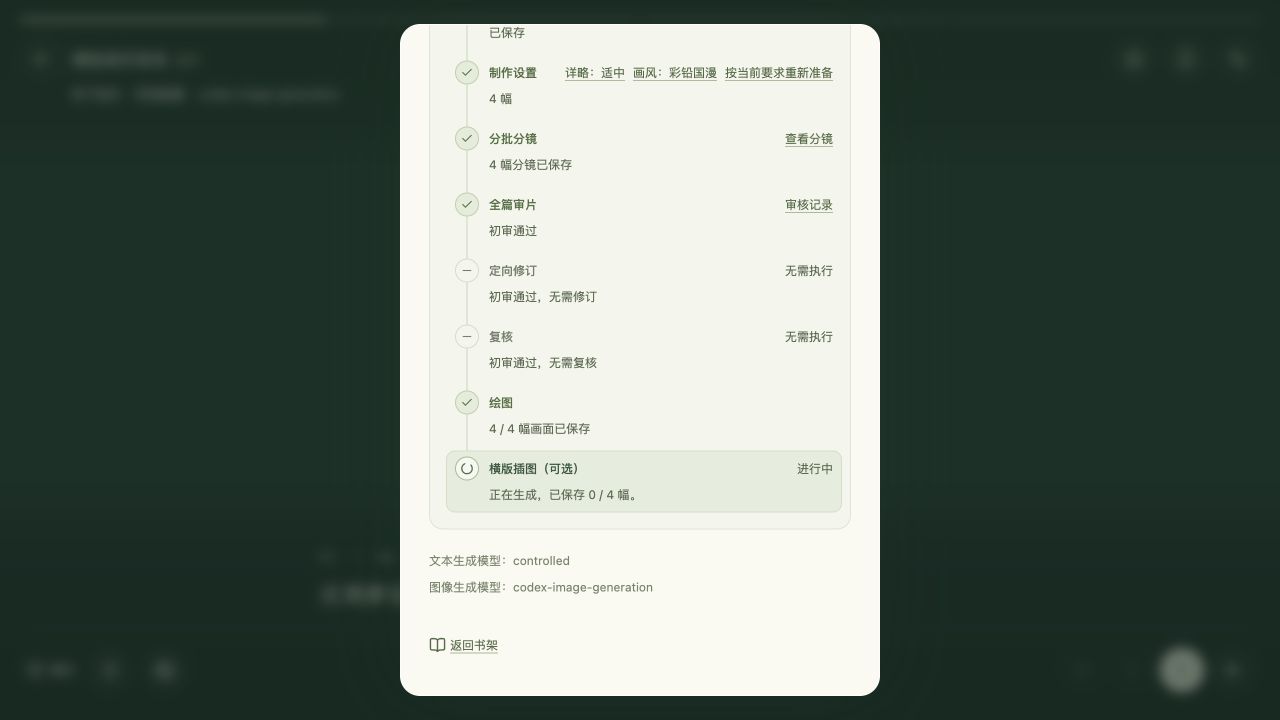 已保存
制作设置 详略：适中 画风：彩铅国漫 按当前要求重新准备
4 幅
分批分镜 查看分镜
4 幅分镜已保存
全篇审片 审核记录
初审通过
定向修订 无需执行
初审通过，无需修订
复核 无需执行
初审通过，无需复核
绘图
4 / 4 幅画面已保存
横版插图（可选） 进行中
正在生成，已保存 0 / 4 幅。
文本生成模型：controlled
图像生成模型：codex-image-generation
返回书架